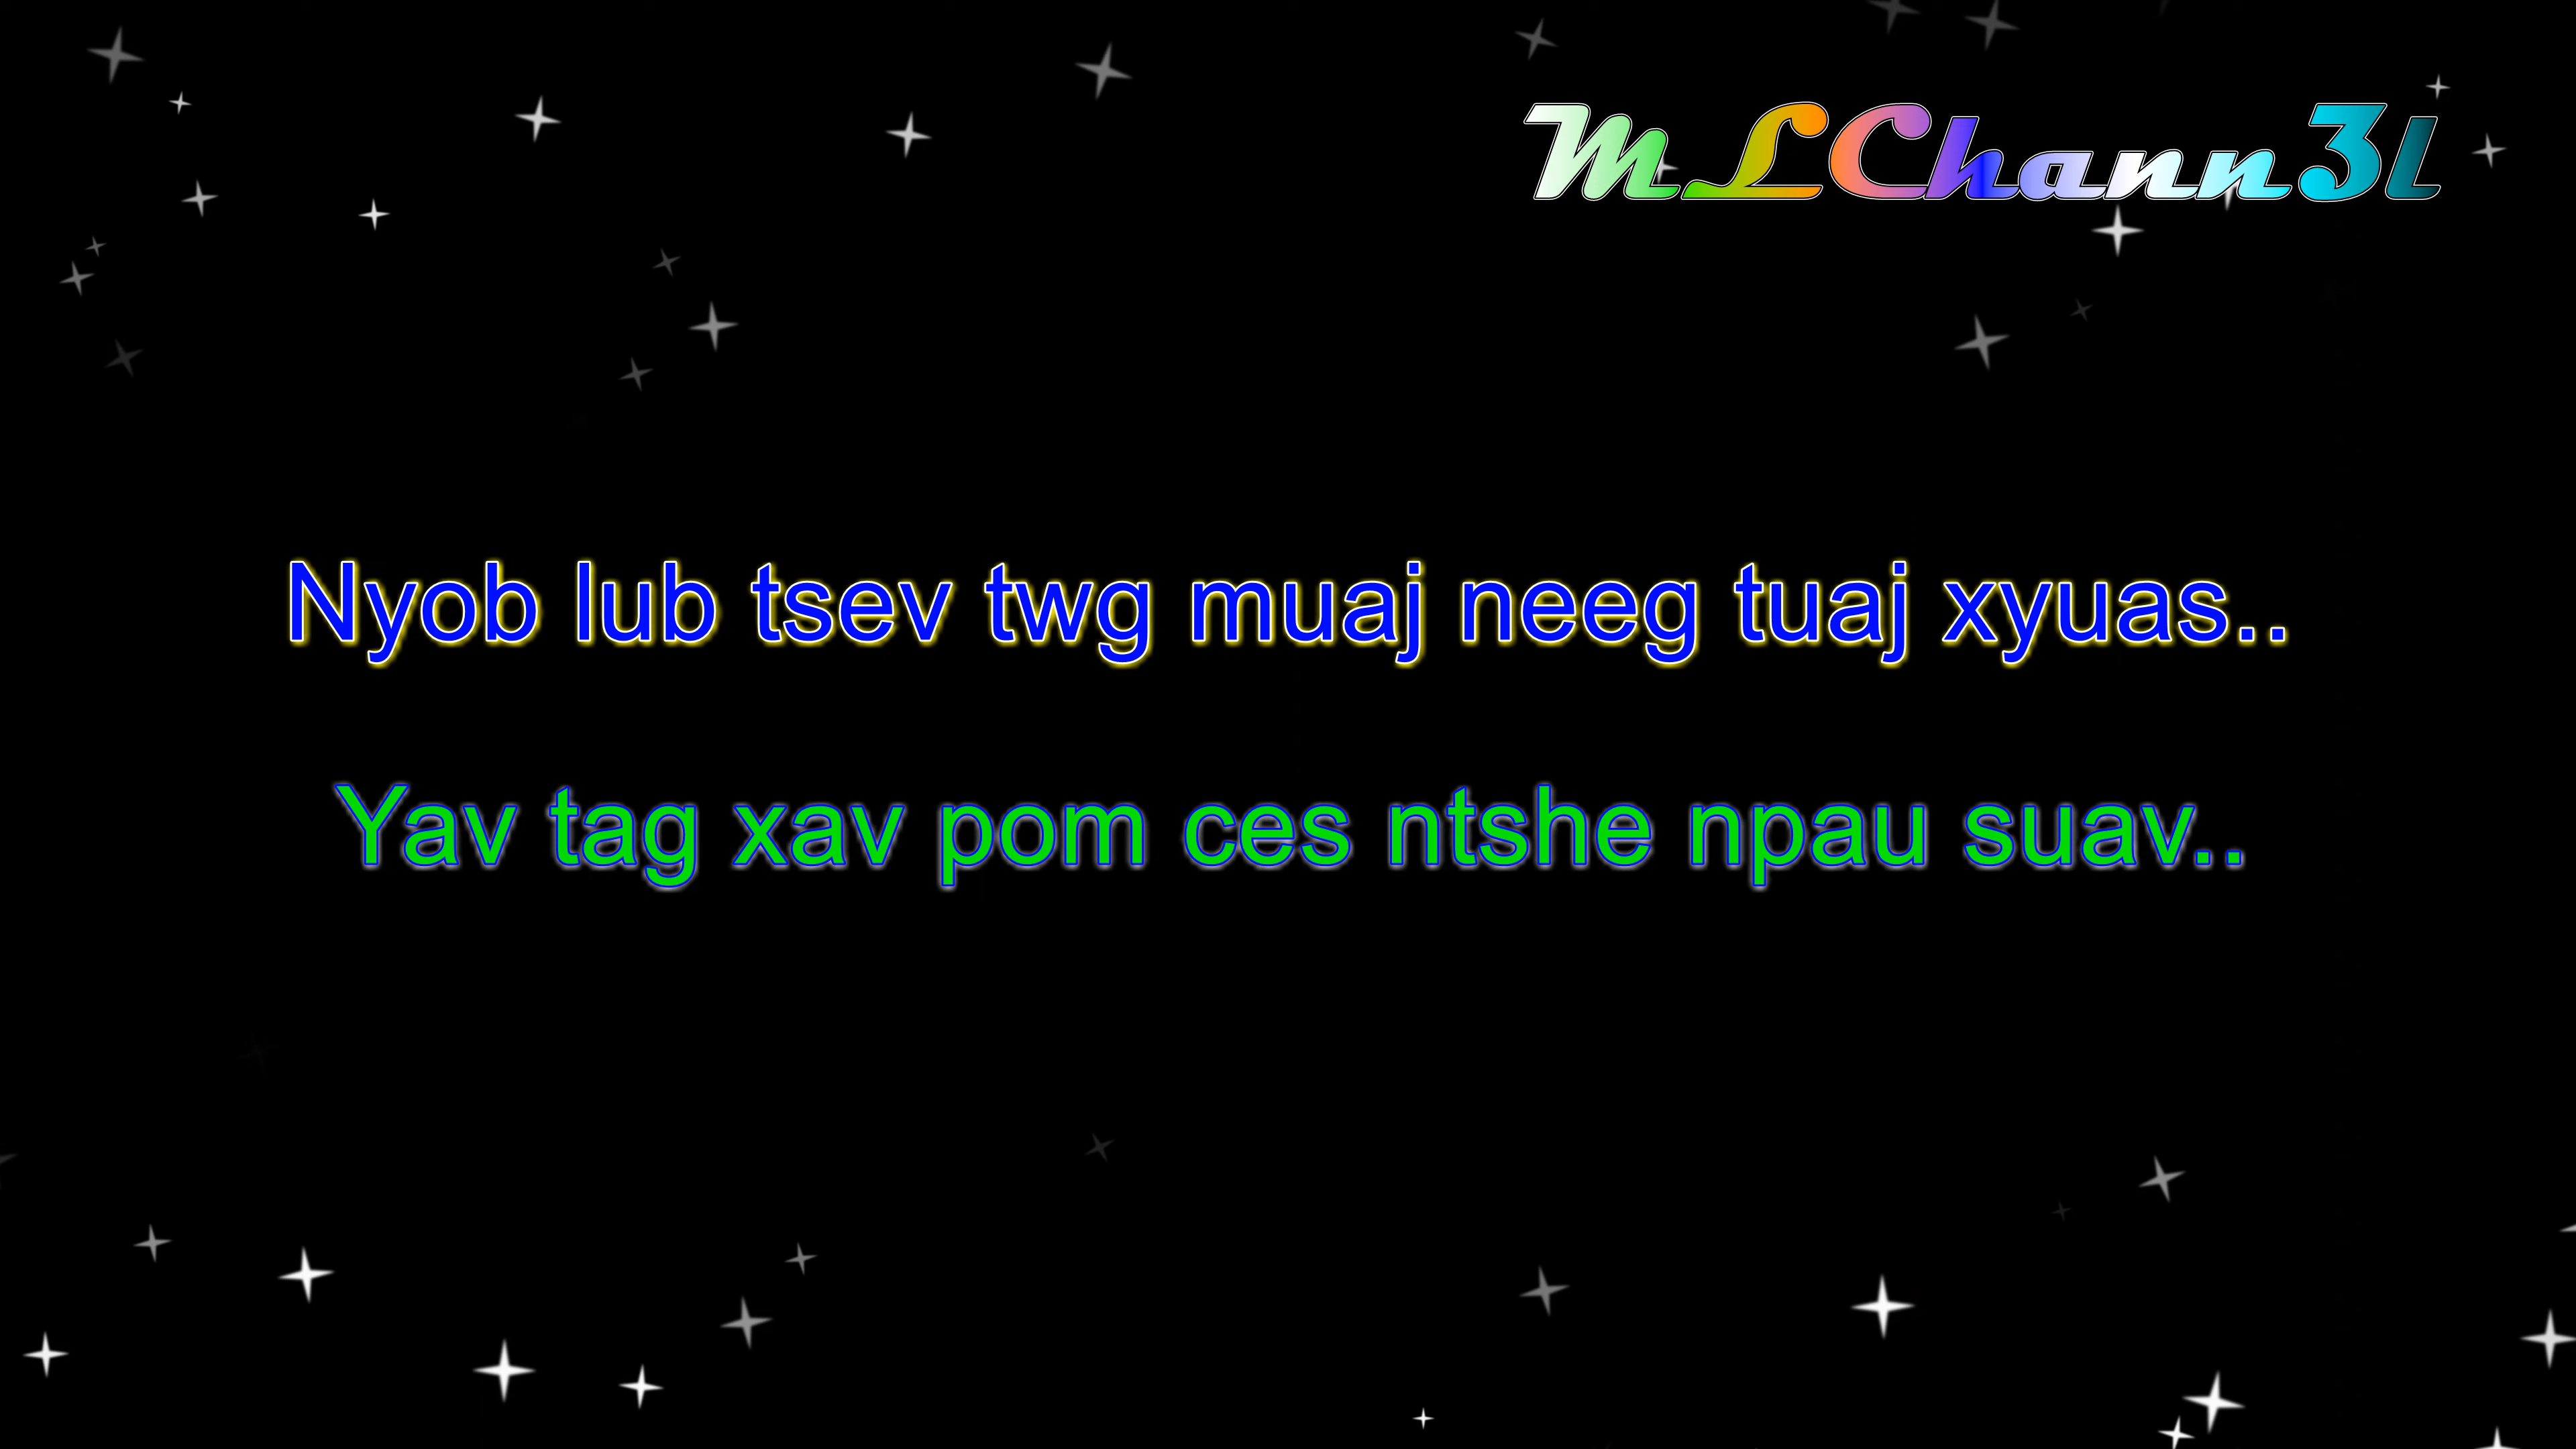 MLChann3l
Nyob lub tsev twg muaj neeg tuaj xyuas..
Yav tag xav pom ces ntshe npau suav..